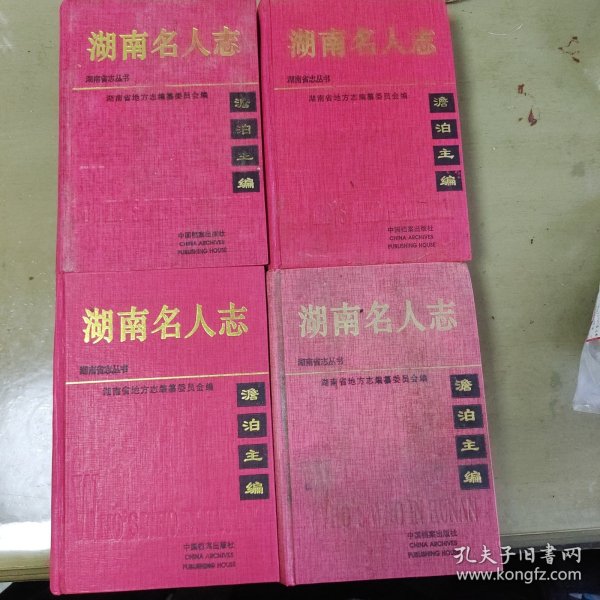 湖南名人志
湖南省志丛书
湖南省地方志编纂委员会编
澹泊主编
中国档案出版社
CHINA ARCHIVES
PUBLISHING HOUSE
湖南名人志
湖南省志丛书
湖南省地方志编纂委员会编
澹泊主编
中国档案出版社
CHINA ARCHIVES
PUBLISHING HOUSE
湖南名人志
湖南省志丛书
湖南省地方志编纂委员会编
澹泊主编
中国档案出版社
CHINA ARCHIVES
PUBLISHING HOUSE
湖南名人志
湖南省志丛书
湖南省地方志编纂委员会编
澹泊主编
中国档案出版社
CHINA ARCHIVES
PUBLISHING HOUSE
孔夫子旧书网
www.kongfz.com